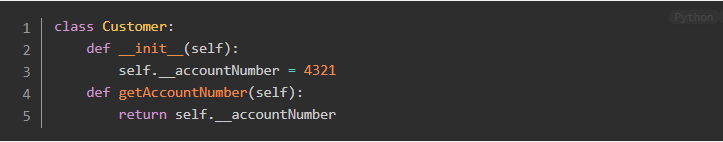 Python
1 class Customer:
2     def __init__(self):
3         self.__accountNumber = 4321
4     def getAccountNumber(self):
5         return self.__accountNumber